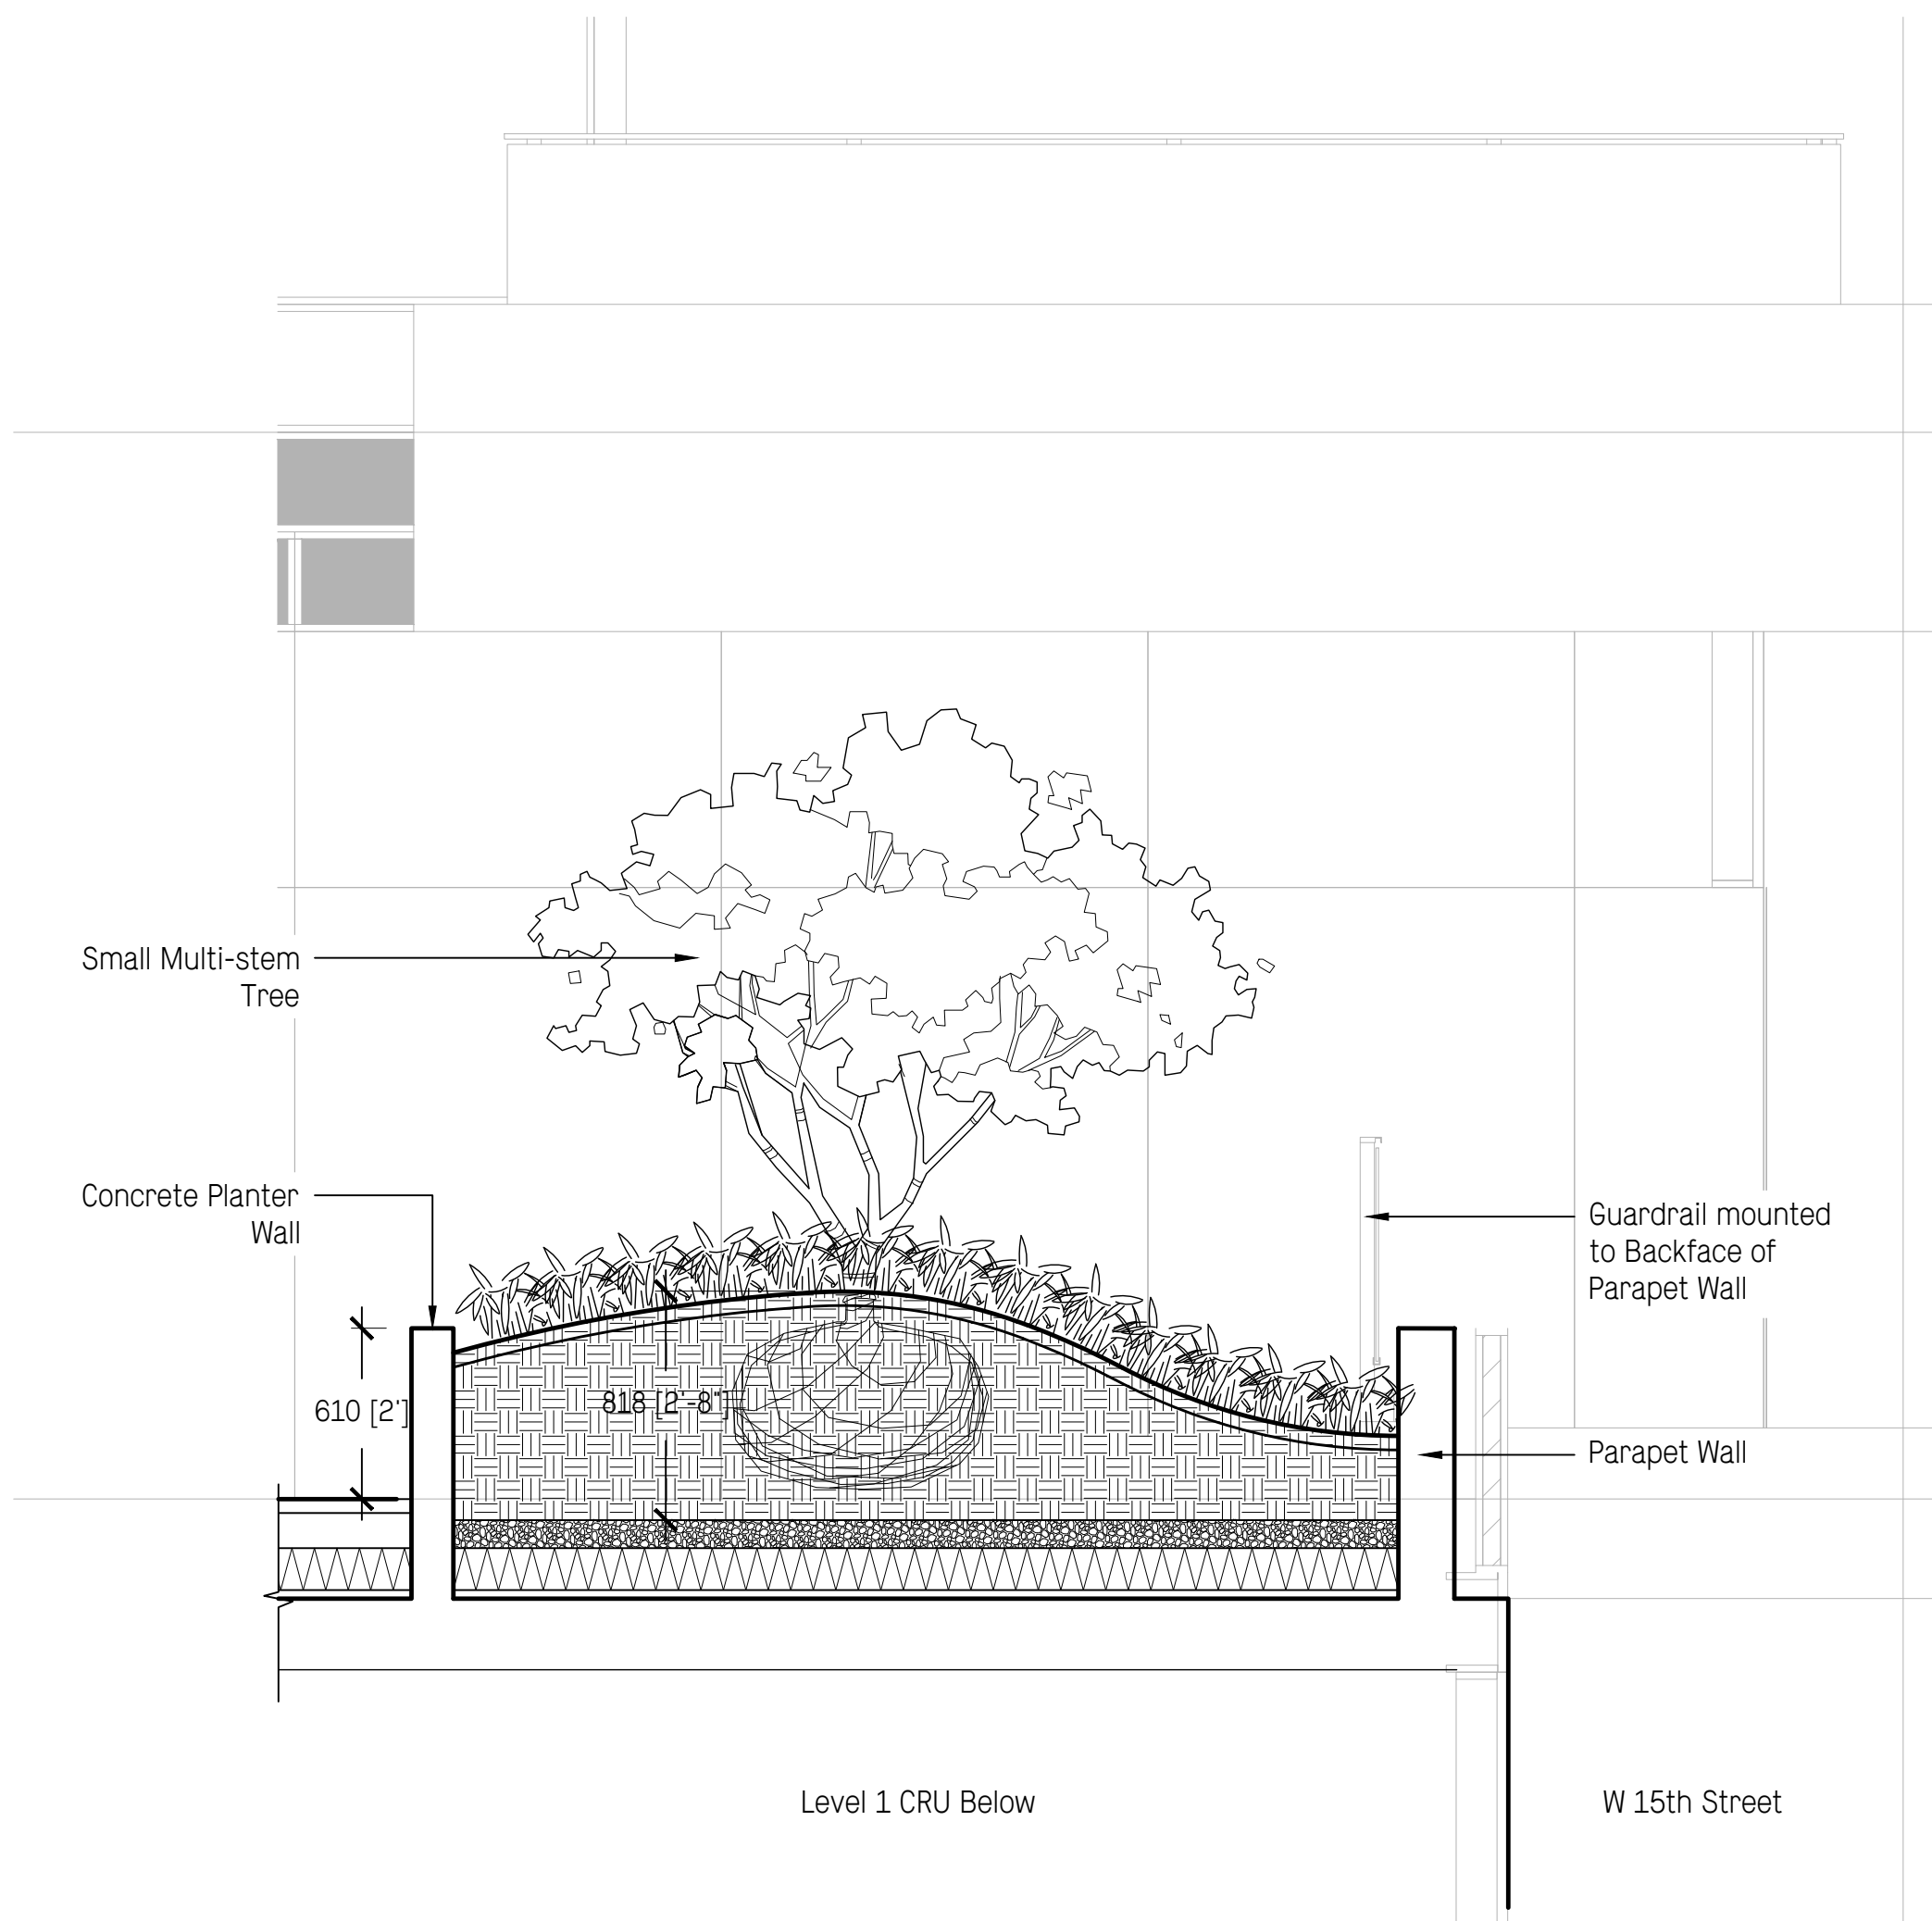 Small Multi-stem
Tree
Concrete Planter
Wall
Guardrail mounted
to Backface of
Parapet Wall
610 [2']
818 [2'-8"]
Parapet Wall
Level 1 CRU Below
W 15th Street